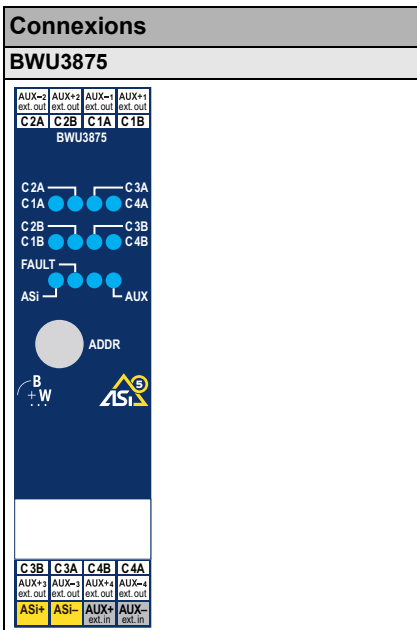 Connexions
BWU3875
AUX–2 AUX+2 AUX–1 AUX+1
ext.out ext.out ext.out ext.out
C2A C2B C1A C1B
BWU3875
C2A C3A
C1A C4A
C2B C3B
C1B C4B
FAULT
ASi AUX
ADDR
B
+W
...
ASi 5
C3B C3A C4B C4A
AUX+3 AUX–3 AUX+4 AUX–4
ext.out ext.out ext.out ext.out
ASi+ ASi– AUX+ AUX–
ext.in ext.in